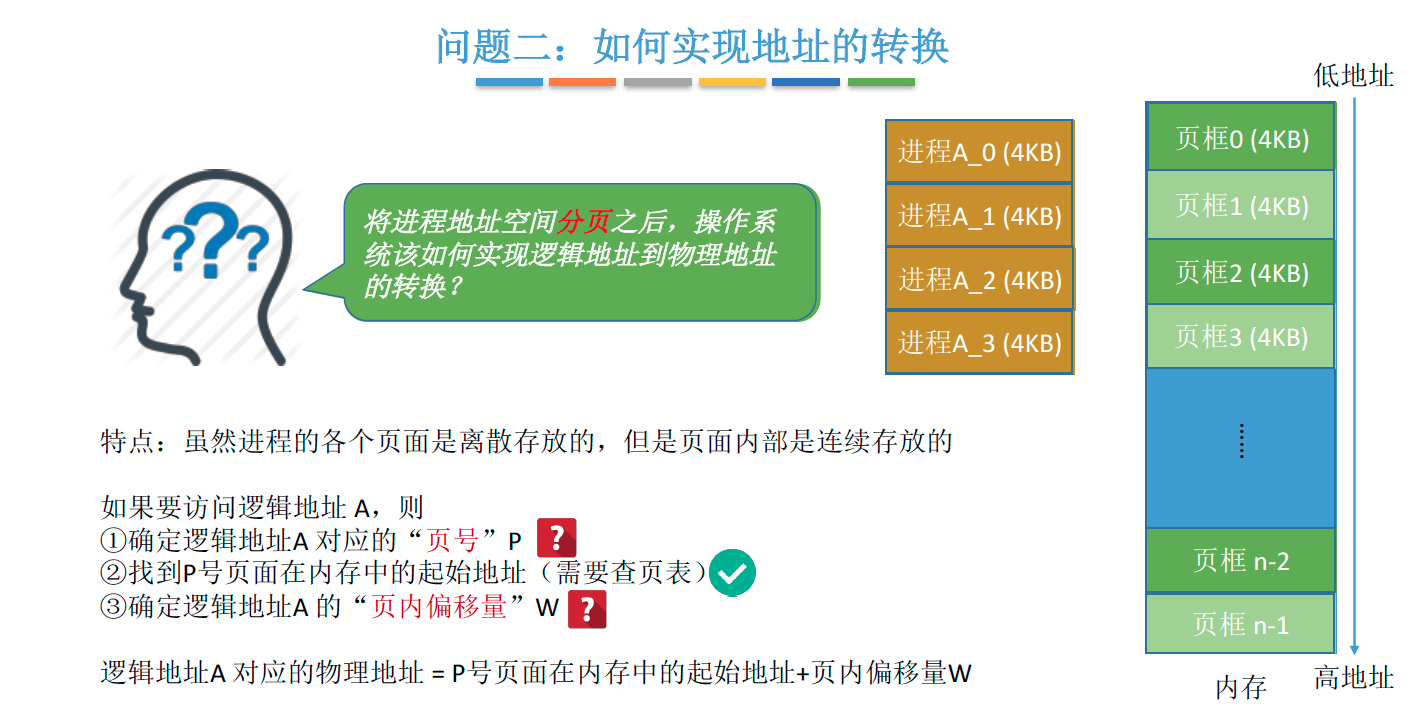 问题二：如何实现地址的转换
将进程地址空间分页之后，操作系
统该如何实现逻辑地址到物理地址
的转换？
进程A_0 (4KB)
进程A_1 (4KB)
进程A_2 (4KB)
进程A_3 (4KB)
低地址
页框0 (4KB)
页框1 (4KB)
页框2 (4KB)
页框3 (4KB)
......
页框 n-2
页框 n-1
内存
高地址
特点：虽然进程的各个页面是离散存放的，但是页面内部是连续存放的
如果要访问逻辑地址 A，则
①确定逻辑地址A 对应的“页号”P
②找到P号页面在内存中的起始地址（需要查页表）
③确定逻辑地址A 的“页内偏移量”W
逻辑地址A 对应的物理地址 = P号页面在内存中的起始地址+页内偏移量W